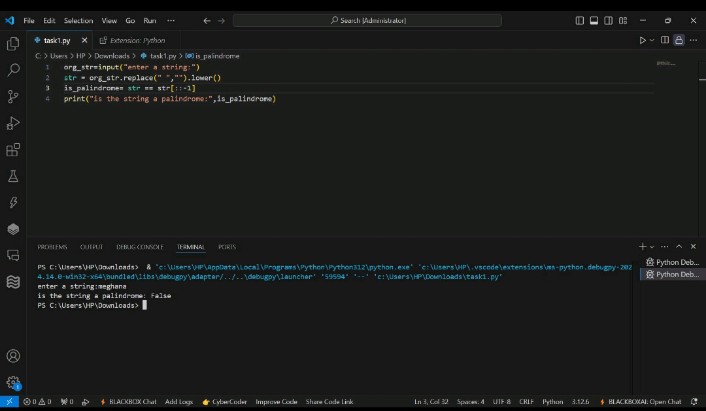 File Edit Selection View Go Run ··· ← → Search [Administrator]
task1.py × Extension: Python
C: > Users > HP > Downloads > task1.py > is_palindrome
1 org_str=input("enter a string:")
2 str = org_str.replace(" ","").lower()
3 is_palindrome= str == str[::-1]
4 print("is the string a palindrome:",is_palindrome)
PROBLEMS OUTPUT DEBUG CONSOLE TERMINAL PORTS
PS C:\Users\HP\Downloads> & 'c:\Users\HP\AppData\Local\Programs\Python\Python312\python.exe' 'c:\Users\HP\.vscode\extensions\ms-python.debugpy-202
4.14.0-win32-x64\bundled\libs\debugpy\adapter/../..\debugpy\launcher' '59594' '--' 'c:\Users\HP\Downloads\task1.py'
enter a string:meghana
is the string a palindrome: False
PS C:\Users\HP\Downloads>
Python Deb...
Python Deb...
0 0 0 BLACKBOX Chat Add Logs CyberCoder Improve Code Share Code Link Ln 3, Col 32 Spaces: 4 UTF-8 CRLF Python 3.12.6 BLACKBOXAI: Open Chat